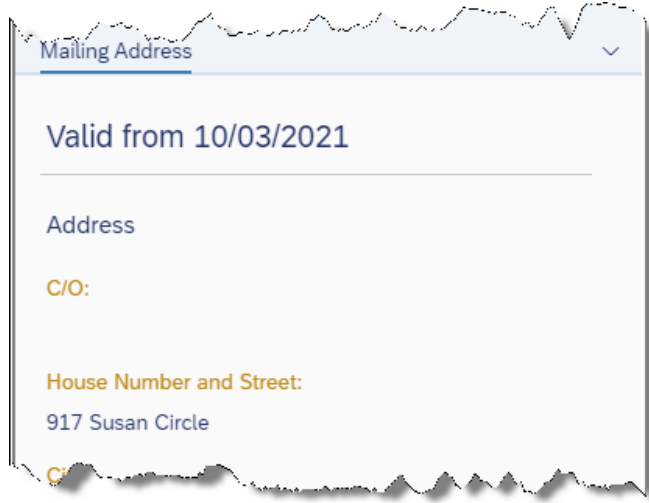 Mailing Address
Valid from 10/03/2021
Address
C/O:
House Number and Street:
917 Susan Circle